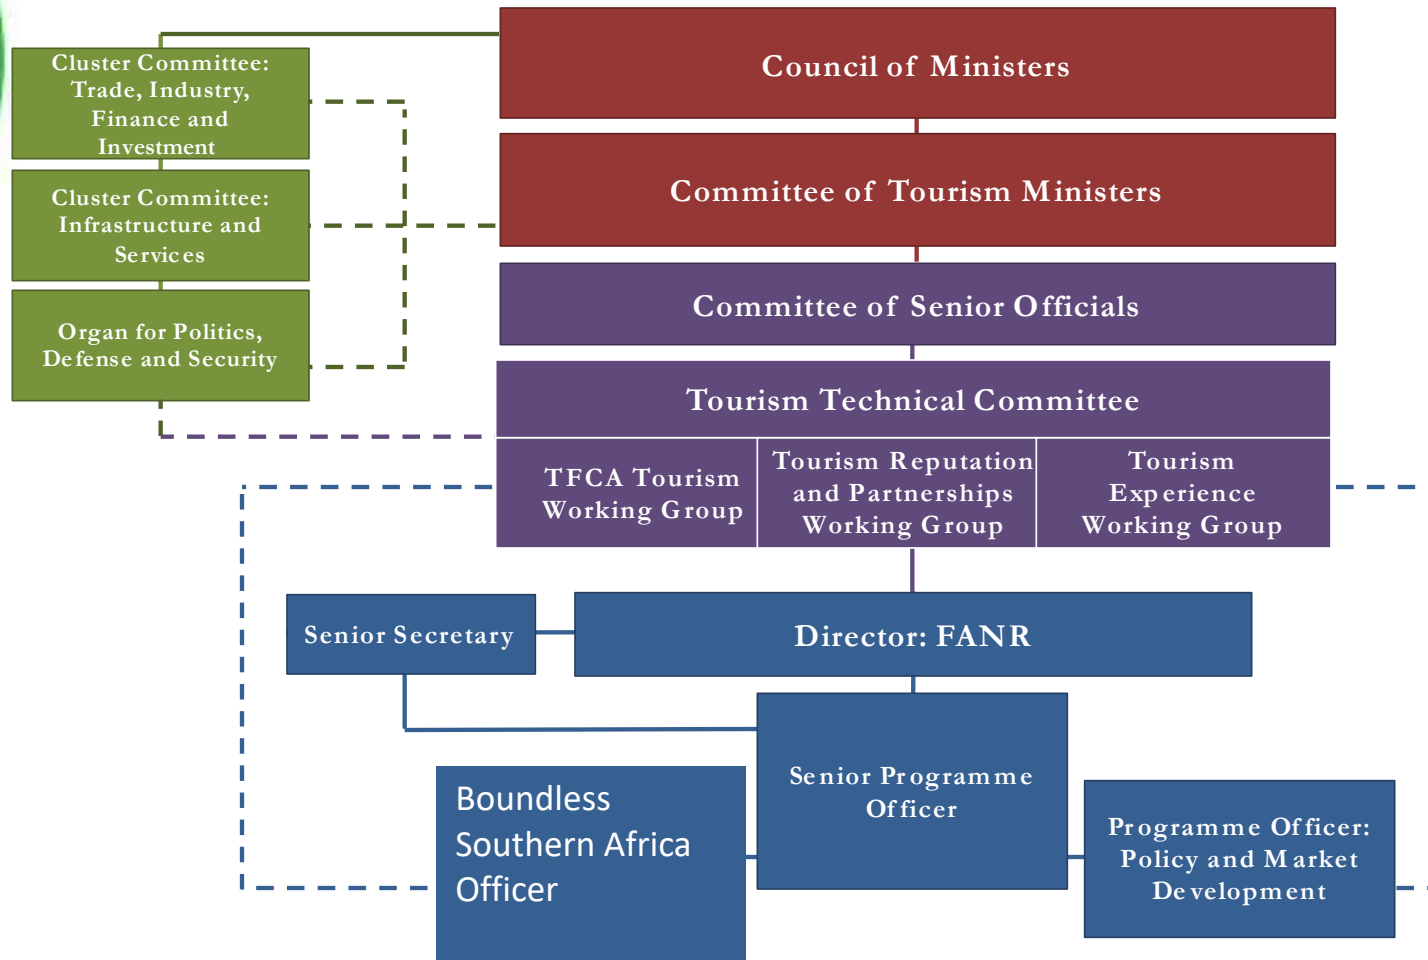 Council of Ministers
Cluster Committee:
Trade, Industry,
Finance and
Investment
Committee of Tourism Ministers
Cluster Committee:
Infrastructure and
Services
Committee of Senior Officials
Organ for Politics,
Defense and Security
Tourism Technical Committee
TFCA Tourism
Working Group
Tourism Reputation
and Partnerships
Working Group
Tourism
Experience
Working Group
Senior Secretary
Director: FANR
Senior Programme
Officer
Boundless
Southern Africa
Officer
Programme Officer:
Policy and Market
Development